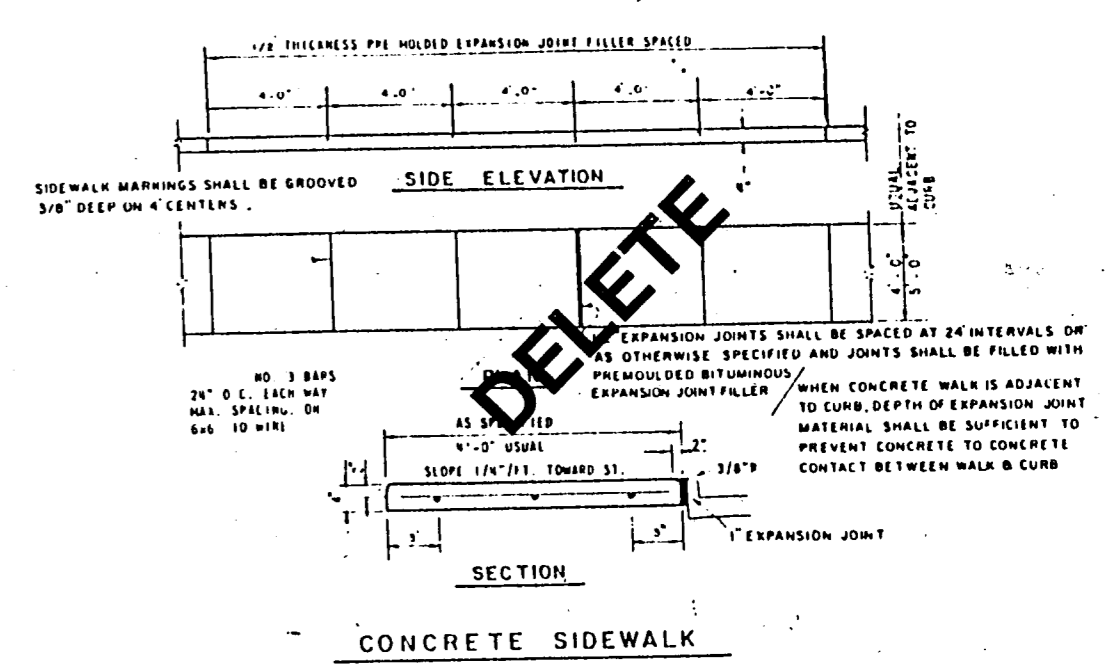 1/2" THICKNESS PRE MOLDED EXPANSION JOINT FILLER SPACED
4'-0" 4'-0" 4'-0" 4'-0" 4'-0"
SIDEWALK MARKINGS SHALL BE GROOVED
3/8" DEEP ON 4' CENTERS.
SIDE ELEVATION
4"
USUAL
ADJACENT TO
CURB
4'-0"
5'-0"
DELETE
EXPANSION JOINTS SHALL BE SPACED AT 24' INTERVALS OR
AS OTHERWISE SPECIFIED AND JOINTS SHALL BE FILLED WITH
PREMOULDED BITUMINOUS
EXPANSION JOINT FILLER
WHEN CONCRETE WALK IS ADJACENT
TO CURB, DEPTH OF EXPANSION JOINT
MATERIAL SHALL BE SUFFICIENT TO
PREVENT CONCRETE TO CONCRETE
CONTACT BETWEEN WALK & CURB
NO. 3 BARS
24" O.C. EACH WAY
MAX. SPACING, OR
6x6 10 WIRE
PLAN
AS SPECIFIED
4'-0" USUAL
2"
SLOPE 1/4"/FT. TOWARD ST.
3/8"R
4"
3" 3"
1" EXPANSION JOINT
SECTION
CONCRETE SIDEWALK